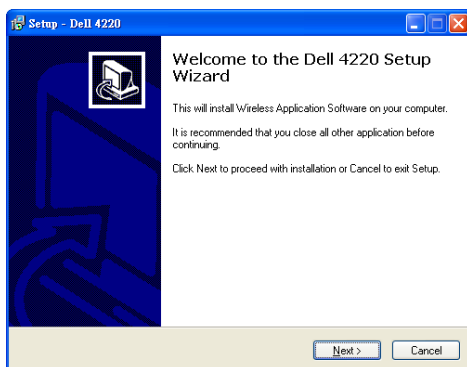 Setup - Dell 4220
Welcome to the Dell 4220 Setup
Wizard
This will install Wireless Application Software on your computer.
It is recommended that you close all other application before
continuing.
Click Next to proceed with installation or Cancel to exit Setup.
Next >
Cancel